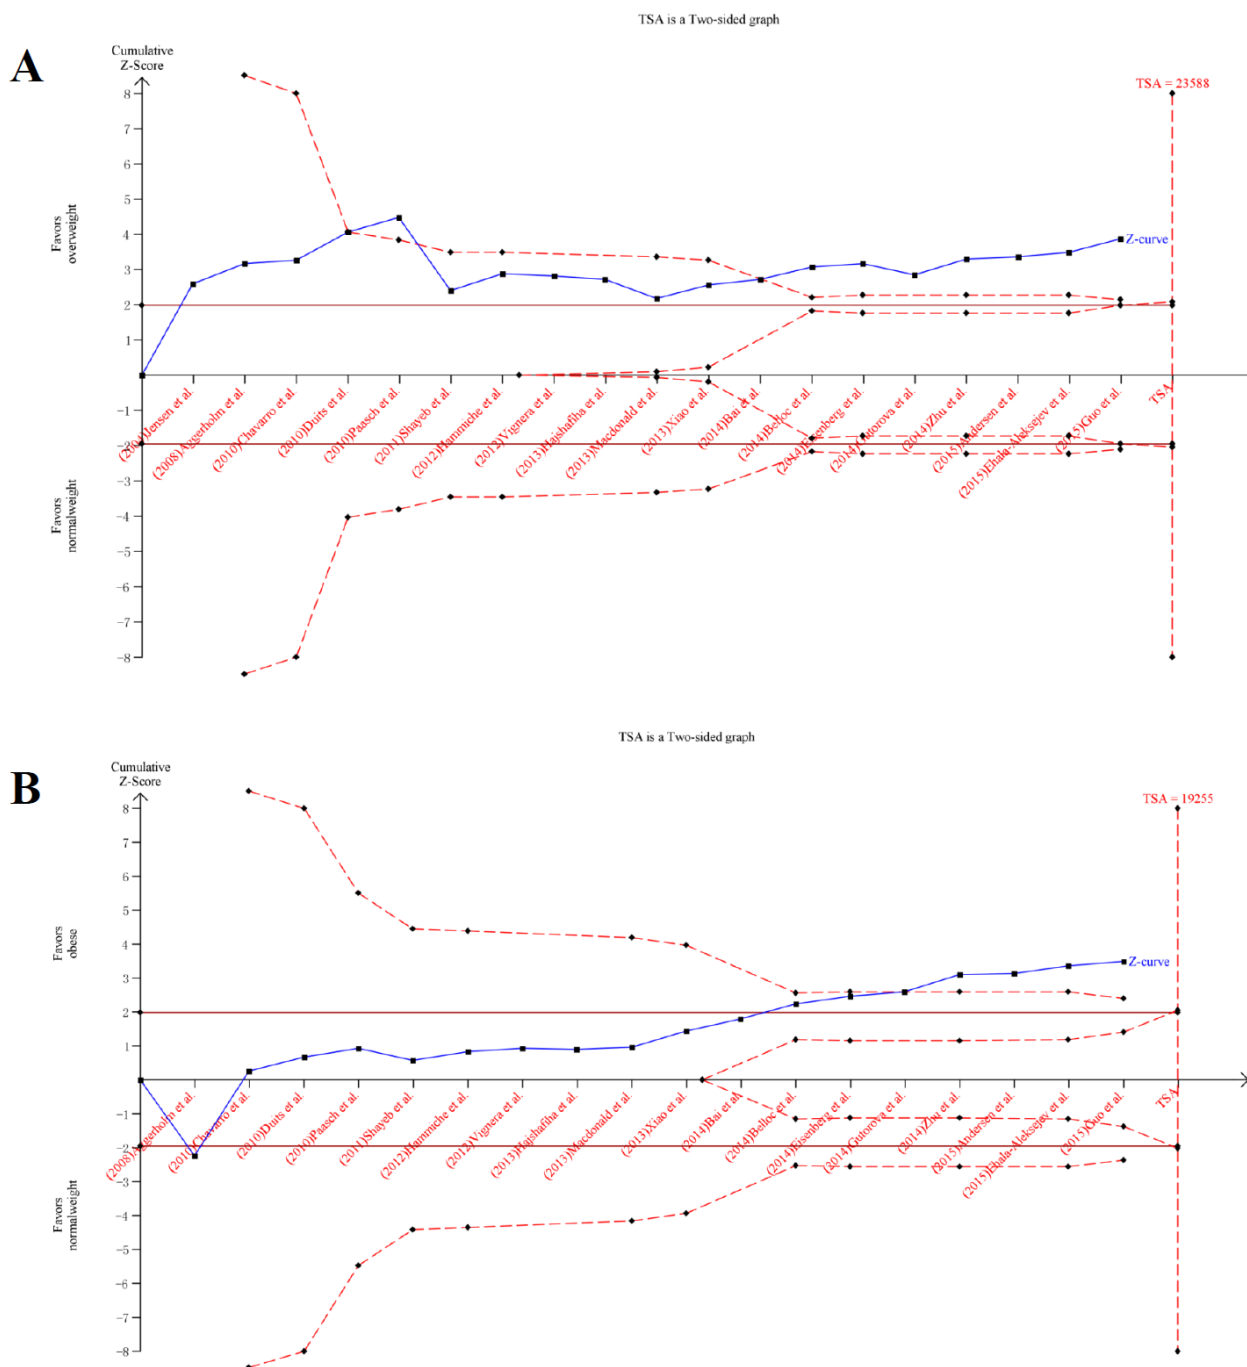 TSA is a Two-sided graph
A
Cumulative
Z-Score
TSA = 23588
8
7
6
5
4
3
2
1
-1
-2
-3
-4
-5
-6
-7
-8
Favors
overweight
Favors
normalweight
Z-curve
(2004)Jensen et al.
(2008)Aggerholm et al.
(2010)Chavarro et al.
(2010)Duits et al.
(2010)Paasch et al.
(2011)Shayeb et al.
(2012)Hammiche et al.
(2012)Vignera et al.
(2013)Hajshafiha et al.
(2013)Macdonald et al.
(2013)Xiao et al.
(2014)Bai et al.
(2014)Belloc et al.
(2014)Eisenberg et al.
(2014)Gutorova et al.
(2014)Zhu et al.
(2015)Andersen et al.
(2015)Ehala-Aleksejev et al.
(2015)Guo et al.
TSA
TSA is a Two-sided graph
B
Cumulative
Z-Score
TSA = 19255
8
7
6
5
4
3
2
1
-1
-2
-3
-4
-5
-6
-7
-8
Favors
obese
Favors
normalweight
Z-curve
(2008)Aggerholm et al.
(2010)Chavarro et al.
(2010)Duits et al.
(2010)Paasch et al.
(2011)Shayeb et al.
(2012)Hammiche et al.
(2012)Vignera et al.
(2013)Hajshafiha et al.
(2013)Macdonald et al.
(2013)Xiao et al.
(2014)Bai et al.
(2014)Belloc et al.
(2014)Eisenberg et al.
(2014)Gutorova et al.
(2014)Zhu et al.
(2015)Andersen et al.
(2015)Ehala-Aleksejev et al.
(2015)Guo et al.
TSA